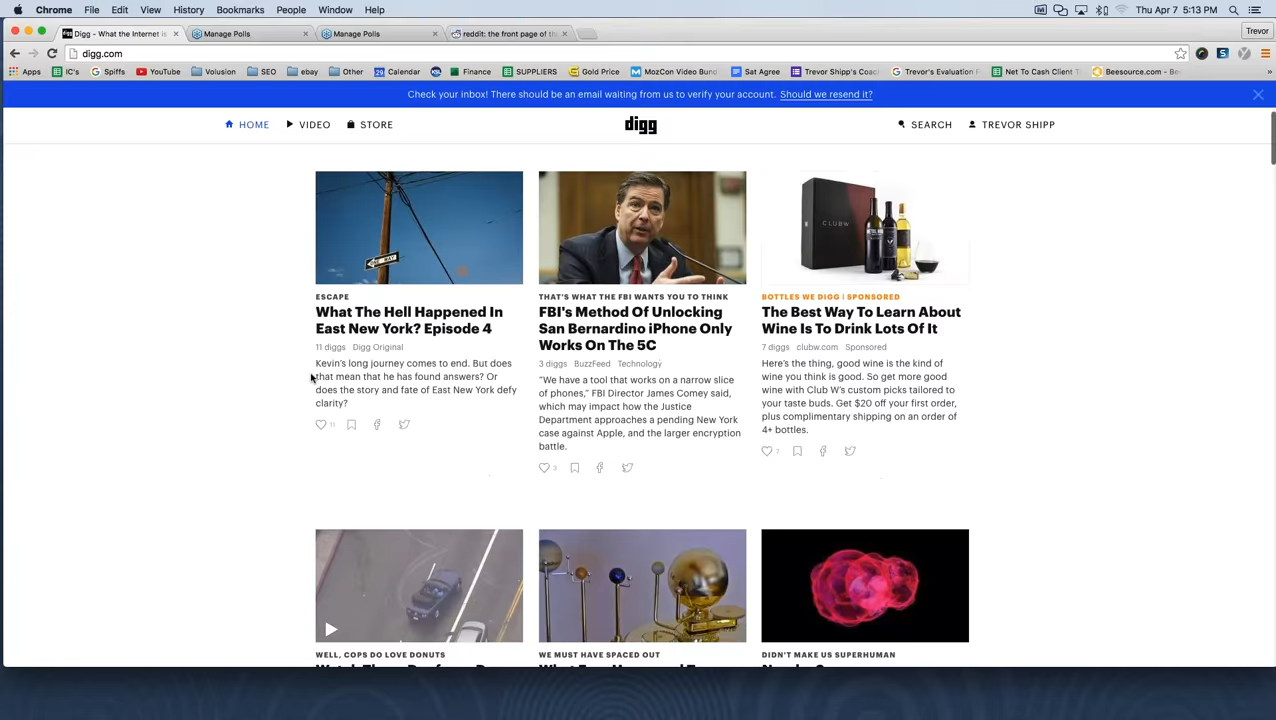 Chrome File Edit View History Bookmarks People Window Help Thu Apr 7 5:13 PM
Digg - What the Internet is Manage Polls Manage Polls reddit: the front page of th Trevor
digg.com
Apps IC's Spiffs YouTube Volusion SEO ebay Other Calendar Finance SUPPLIERS Gold Price MozCon Video Bund Sat Agree Trevor Shipp's Coac Trevor's Evaluation F Net To Cash Client T Beesource.com - Be »
Check your inbox! There should be an email waiting from us to verify your account. Should we resend it?
HOME VIDEO STORE digg SEARCH TREVOR SHIPP
ONE WAY
CLUBW
ESCAPE
What The Hell Happened In
East New York? Episode 4
11 diggs Digg Original
Kevin's long journey comes to end. But does
that mean that he has found answers? Or
does the story and fate of East New York defy
clarity?
11
THAT'S WHAT THE FBI WANTS YOU TO THINK
FBI's Method Of Unlocking
San Bernardino iPhone Only
Works On The 5C
3 diggs BuzzFeed Technology
"We have a tool that works on a narrow slice
of phones," FBI Director James Comey said,
which may impact how the Justice
Department approaches a pending New York
case against Apple, and the larger encryption
battle.
3
BOTTLES WE DIGG | SPONSORED
The Best Way To Learn About
Wine Is To Drink Lots Of It
7 diggs clubw.com Sponsored
Here's the thing, good wine is the kind of
wine you think is good. So get more good
wine with Club W's custom picks tailored to
your taste buds. Get $20 off your first order,
plus complimentary shipping on an order of
4+ bottles.
7
WELL, COPS DO LOVE DONUTS
WE MUST HAVE SPACED OUT
DIDN'T MAKE US SUPERHUMAN